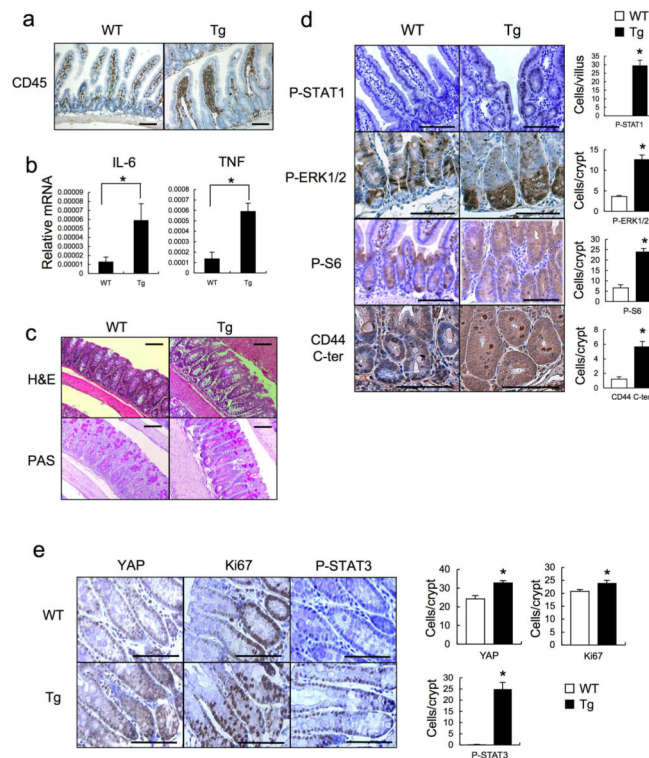 a
WT Tg
CD45
b
IL-6 TNF
Relative mRNA
0.00009
0.00008
0.00007
0.00006
0.00005
0.00004
0.00003
0.00002
0.00001
0
* 
WT Tg
0.0008
0.0007
0.0006
0.0005
0.0004
0.0003
0.0002
0.0001
0
*
WT Tg
c
WT Tg
H&E
PAS
d
WT Tg
P-STAT1
P-ERK1/2
P-S6
CD44
C-ter
WT
Tg
Cells/villus
35
30
25
20
15
10
5
0
*
P-STAT1
Cells/crypt
15
10
5
0
*
P-ERK1/2
Cells/crypt
30
25
20
15
10
5
0
*
P-S6
Cells/crypt
8
6
4
2
0
*
CD44 C-ter
e
YAP Ki67 P-STAT3
WT
Tg
Cells/crypt
40
30
20
10
0
*
YAP
Cells/crypt
30
25
20
15
10
5
0
*
Ki67
Cells/crypt
30
25
20
15
10
5
0
*
P-STAT3
WT
Tg